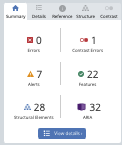 Summary Details Reference Structure Contrast
0 1
Errors Contrast Errors
7 22
Alerts Features
28 32
Structural Elements ARIA
View details ›